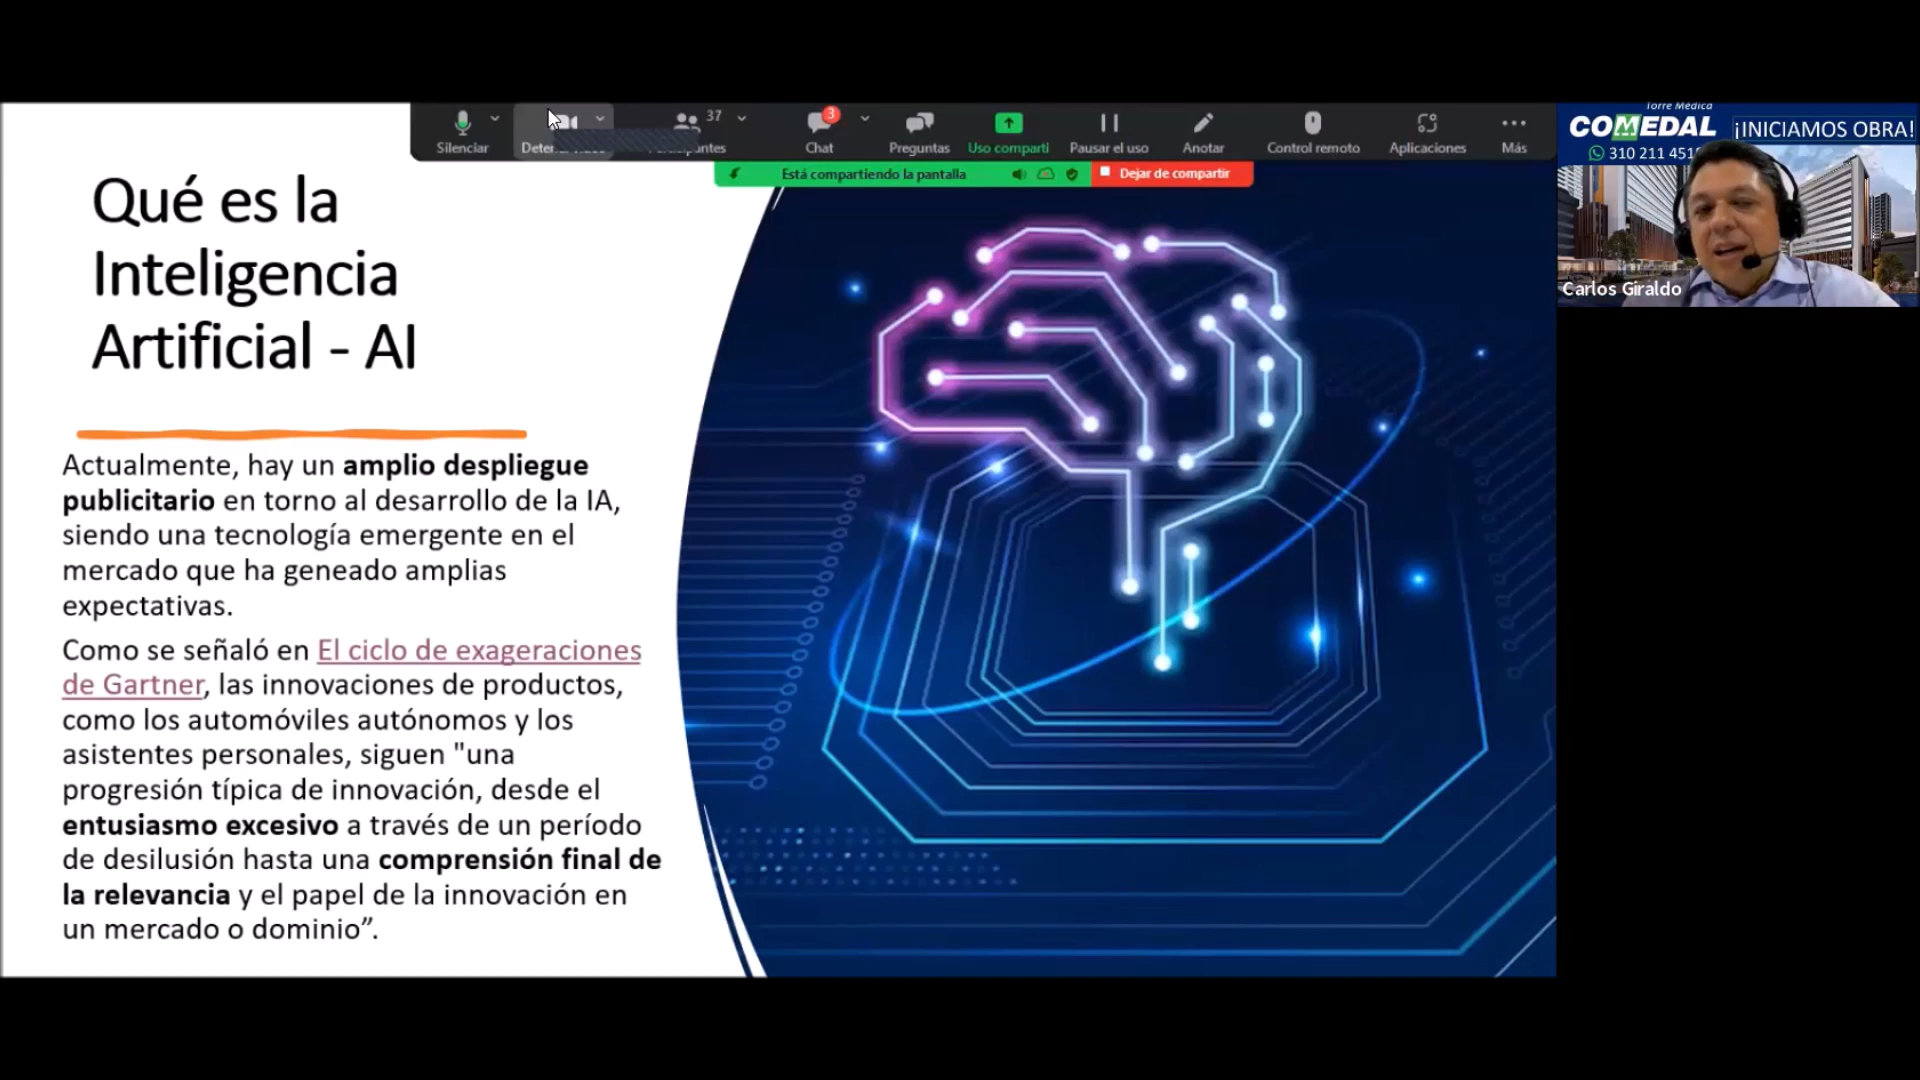 Silenciar
37
3
Chat
Preguntas
Uso comparti
Pausar el uso
Anotar
Control remoto
Aplicaciones
Más
Está compartiendo la pantalla
Dejar de compartir
Torre Médica
COMEDAL
¡INICIAMOS OBRA!
310 211 451
Carlos Giraldo
Qué es la
Inteligencia
Artificial - AI
Actualmente, hay un amplio despliegue
publicitario en torno al desarrollo de la IA,
siendo una tecnología emergente en el
mercado que ha geneado amplias
expectativas.
Como se señaló en El ciclo de exageraciones
de Gartner, las innovaciones de productos,
como los automóviles autónomos y los
asistentes personales, siguen "una
progresión típica de innovación, desde el
entusiasmo excesivo a través de un período
de desilusión hasta una comprensión final de
la relevancia y el papel de la innovación en
un mercado o dominio”.